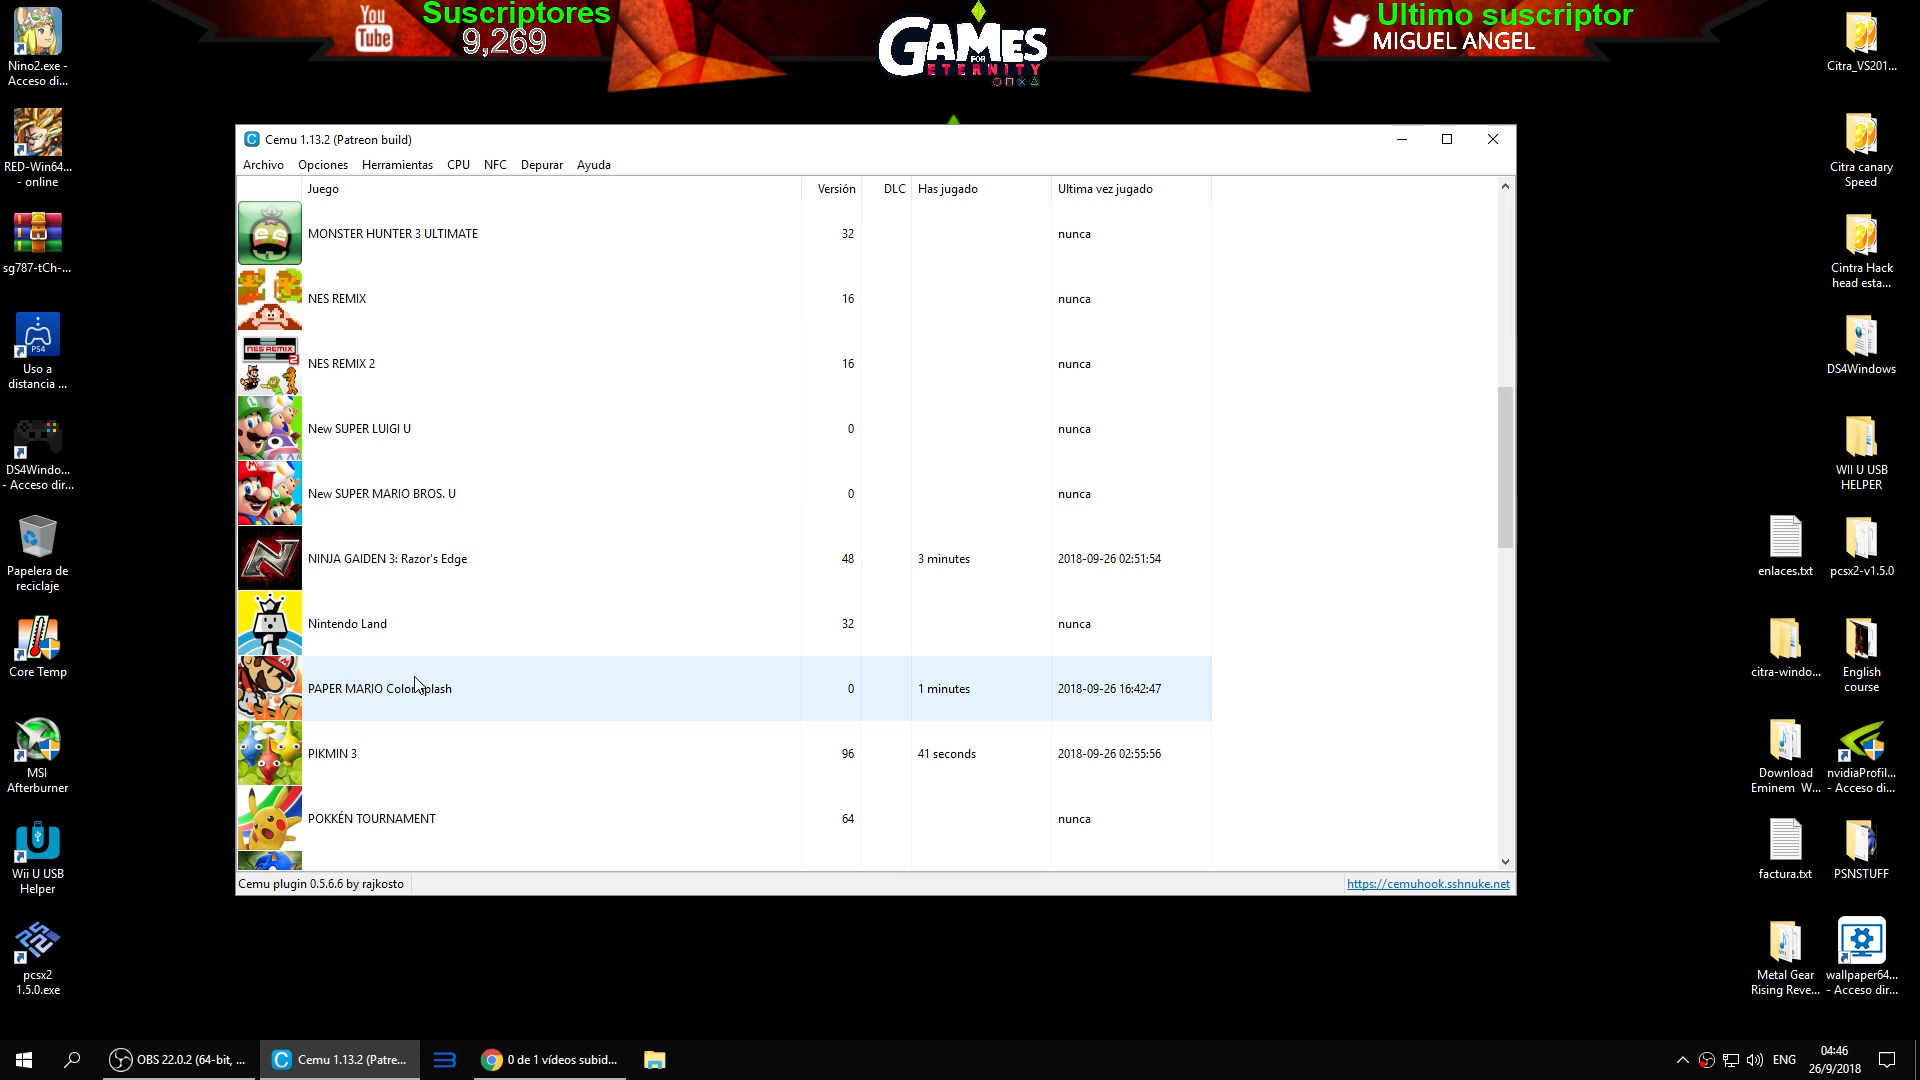 Suscriptores
9,269
You
Tube
GAMES
FOR
ETERNITY
Ultimo suscriptor
MIGUEL ANGEL
Nino2.exe -
Acceso di...
RED-Win64...
- online
sg787-tCh-...
PS4
Uso a
distancia ...
DS4Windo...
- Acceso dir...
Papelera de
reciclaje
Core Temp
MSI
Afterburner
Wii U USB
Helper
pcsx2
1.5.0.exe
Cemu 1.13.2 (Patreon build)
Archivo Opciones Herramientas CPU NFC Depurar Ayuda
Juego Versión DLC Has jugado Ultima vez jugado
MONSTER HUNTER 3 ULTIMATE 32 nunca
NES REMIX 16 nunca
NES REMIX 2
NES REMIX 2 16 nunca
New SUPER LUIGI U 0 nunca
New SUPER MARIO BROS. U 0 nunca
NINJA GAIDEN 3: Razor's Edge 48 3 minutes 2018-09-26 02:51:54
Nintendo Land 32 nunca
PAPER MARIO Color Splash 0 1 minutes 2018-09-26 16:42:47
PIKMIN 3 96 41 seconds 2018-09-26 02:55:56
POKKÉN TOURNAMENT 64 nunca
Cemu plugin 0.5.6.6 by rajkosto
https://cemuhook.sshnuke.net
Citra_VS201...
Citra canary
Speed
Cintra Hack
head esta...
DS4Windows
WII U USB
HELPER
enlaces.txt
pcsx2-v1.5.0
citra-windo...
English
course
Download
Eminem W...
nvidiaProfil...
- Acceso di...
factura.txt
PSNSTUFF
Metal Gear
Rising Reve...
wallpaper64...
- Acceso dir...
OBS 22.0.2 (64-bit, ...
Cemu 1.13.2 (Patre...
0 de 1 vídeos subid...
ENG
04:46
26/9/2018